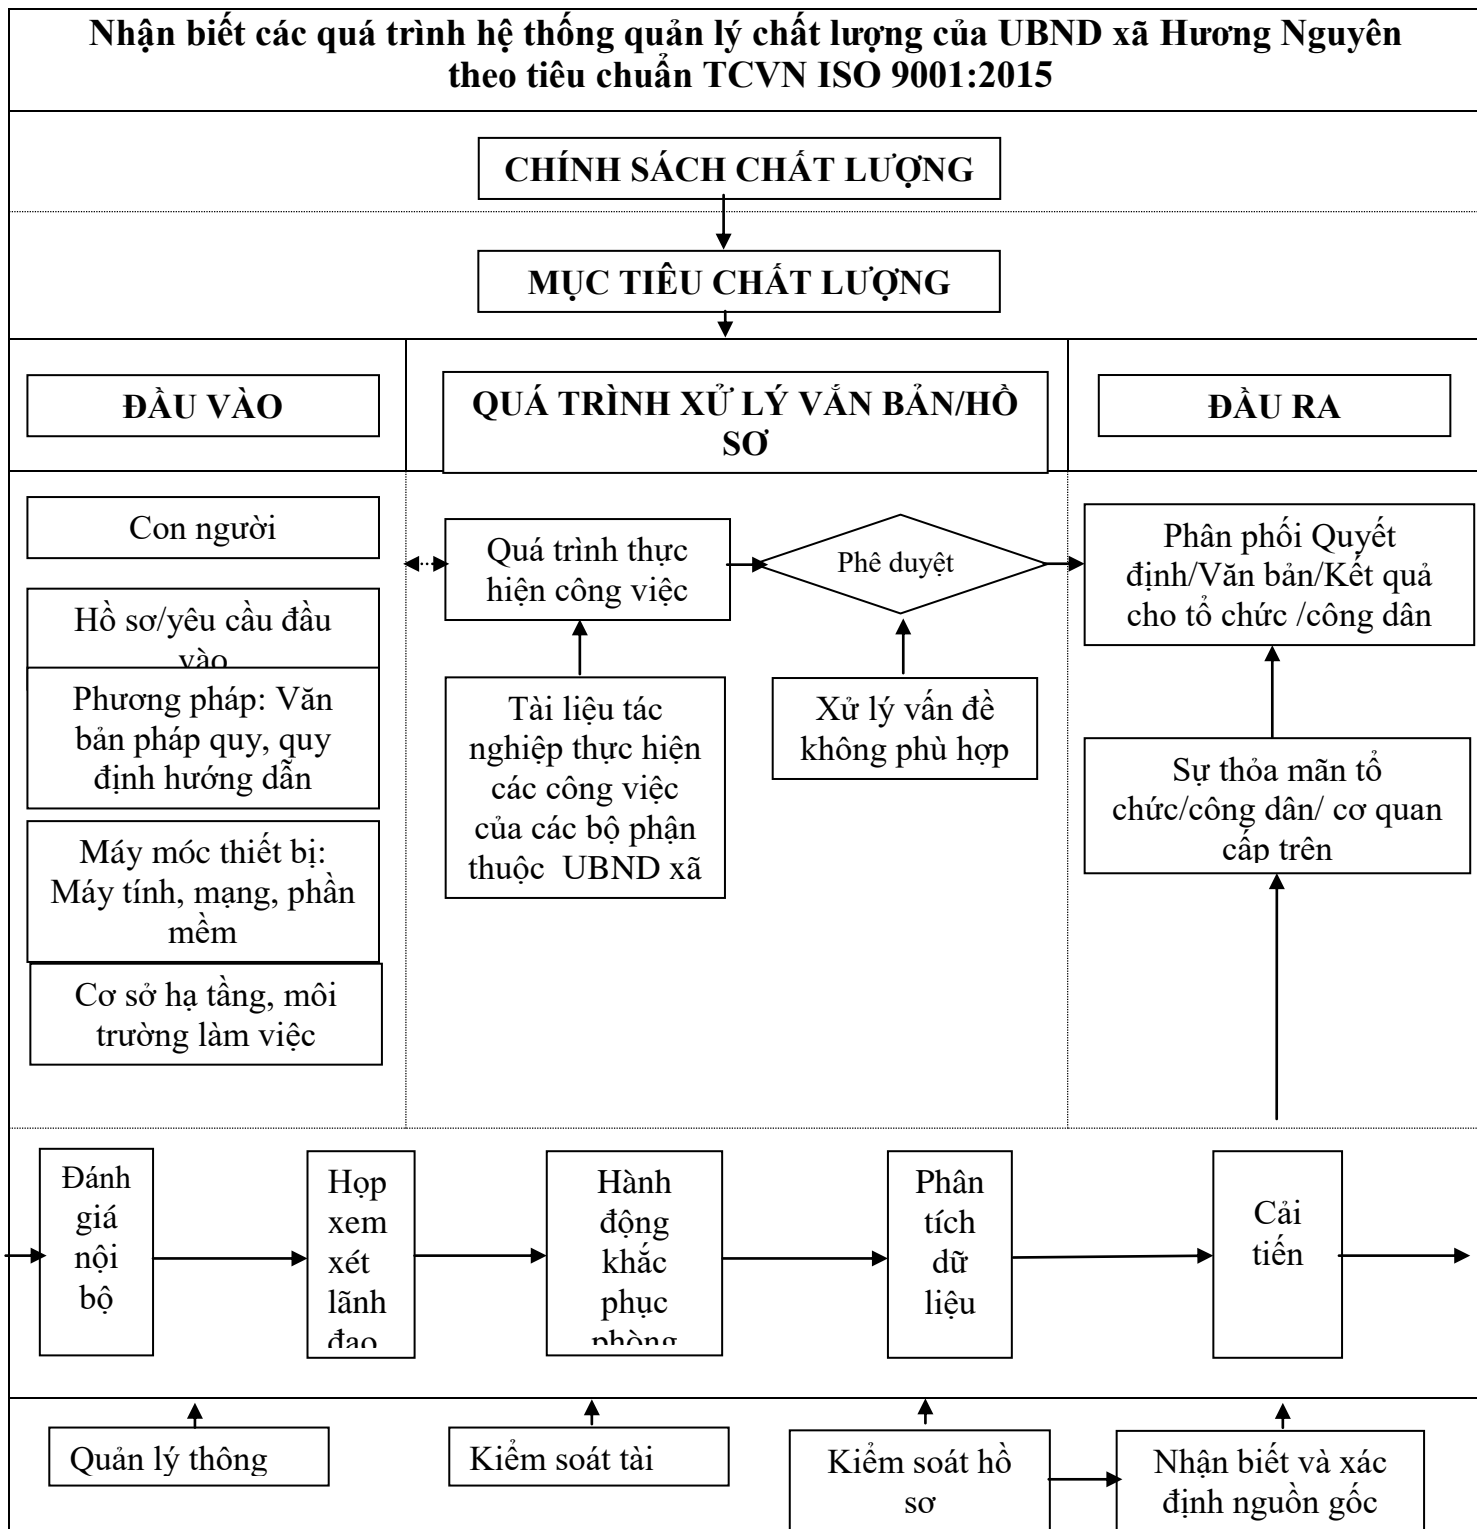 Nhận biết các quá trình hệ thống quản lý chất lượng của UBND xã Hương Nguyên
theo tiêu chuẩn TCVN ISO 9001:2015
CHÍNH SÁCH CHẤT LƯỢNG
MỤC TIÊU CHẤT LƯỢNG
ĐẦU VÀO
QUÁ TRÌNH XỬ LÝ VẮN BẢN/HỒ
SƠ
ĐẦU RA
Con người
Hồ sơ/yêu cầu đầu
vào
Phương pháp: Văn
bản pháp quy, quy
định hướng dẫn
Máy móc thiết bị:
Máy tính, mạng, phần
mềm
Cơ sở hạ tầng, môi
trường làm việc
Quá trình thực
hiện công việc
Phê duyệt
Tài liệu tác
nghiệp thực hiện
các công việc
của các bộ phận
thuộc UBND xã
Xử lý vấn đề
không phù hợp
Phân phối Quyết
định/Văn bản/Kết quả
cho tổ chức /công dân
Sự thỏa mãn tổ
chức/công dân/ cơ quan
cấp trên
Đánh
giá
nội
bộ
Họp
xem
xét
lãnh
đạo
Hành
động
khắc
phục
phòng
Phân
tích
dữ
liệu
Cải
tiến
Quản lý thông
Kiểm soát tài
Kiểm soát hồ
sơ
Nhận biết và xác
định nguồn gốc